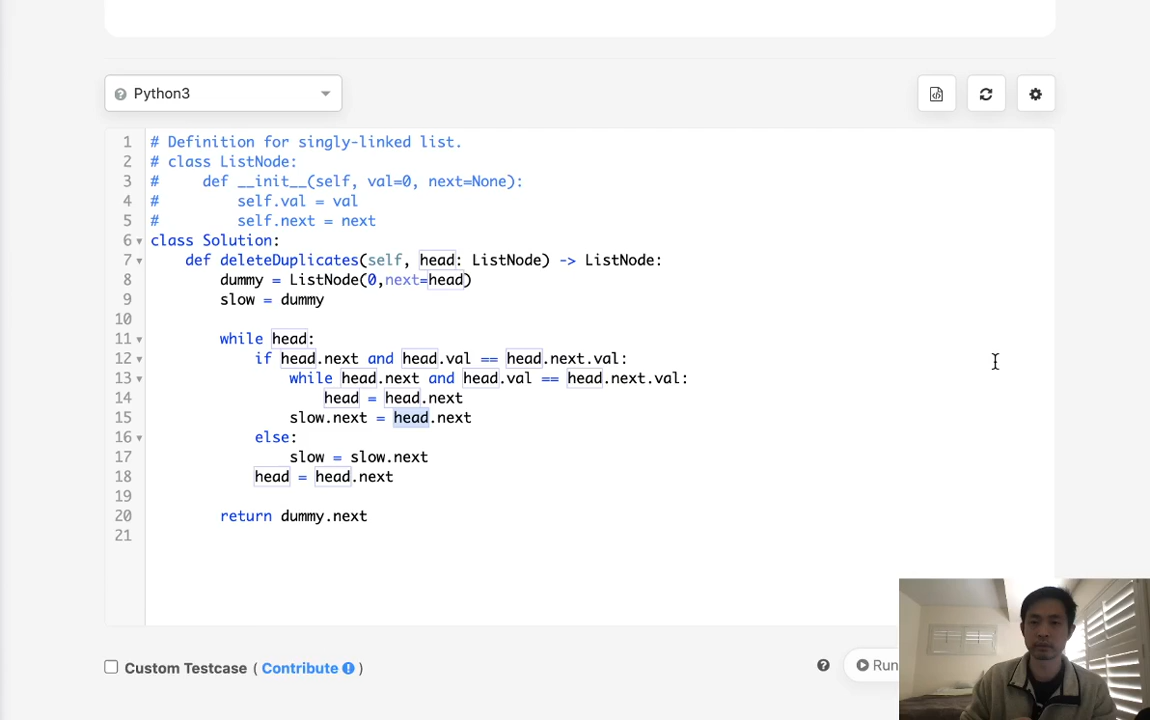 Python3
1 # Definition for singly-linked list.
2 # class ListNode:
3 #     def __init__(self, val=0, next=None):
4 #         self.val = val
5 #         self.next = next
6 class Solution:
7     def deleteDuplicates(self, head: ListNode) -> ListNode:
8         dummy = ListNode(0,next=head)
9         slow = dummy
10
11         while head:
12             if head.next and head.val == head.next.val:
13                 while head.next and head.val == head.next.val:
14                     head = head.next
15                 slow.next = head.next
16             else:
17                 slow = slow.next
18             head = head.next
19
20         return dummy.next
21
Custom Testcase ( Contribute )
Run